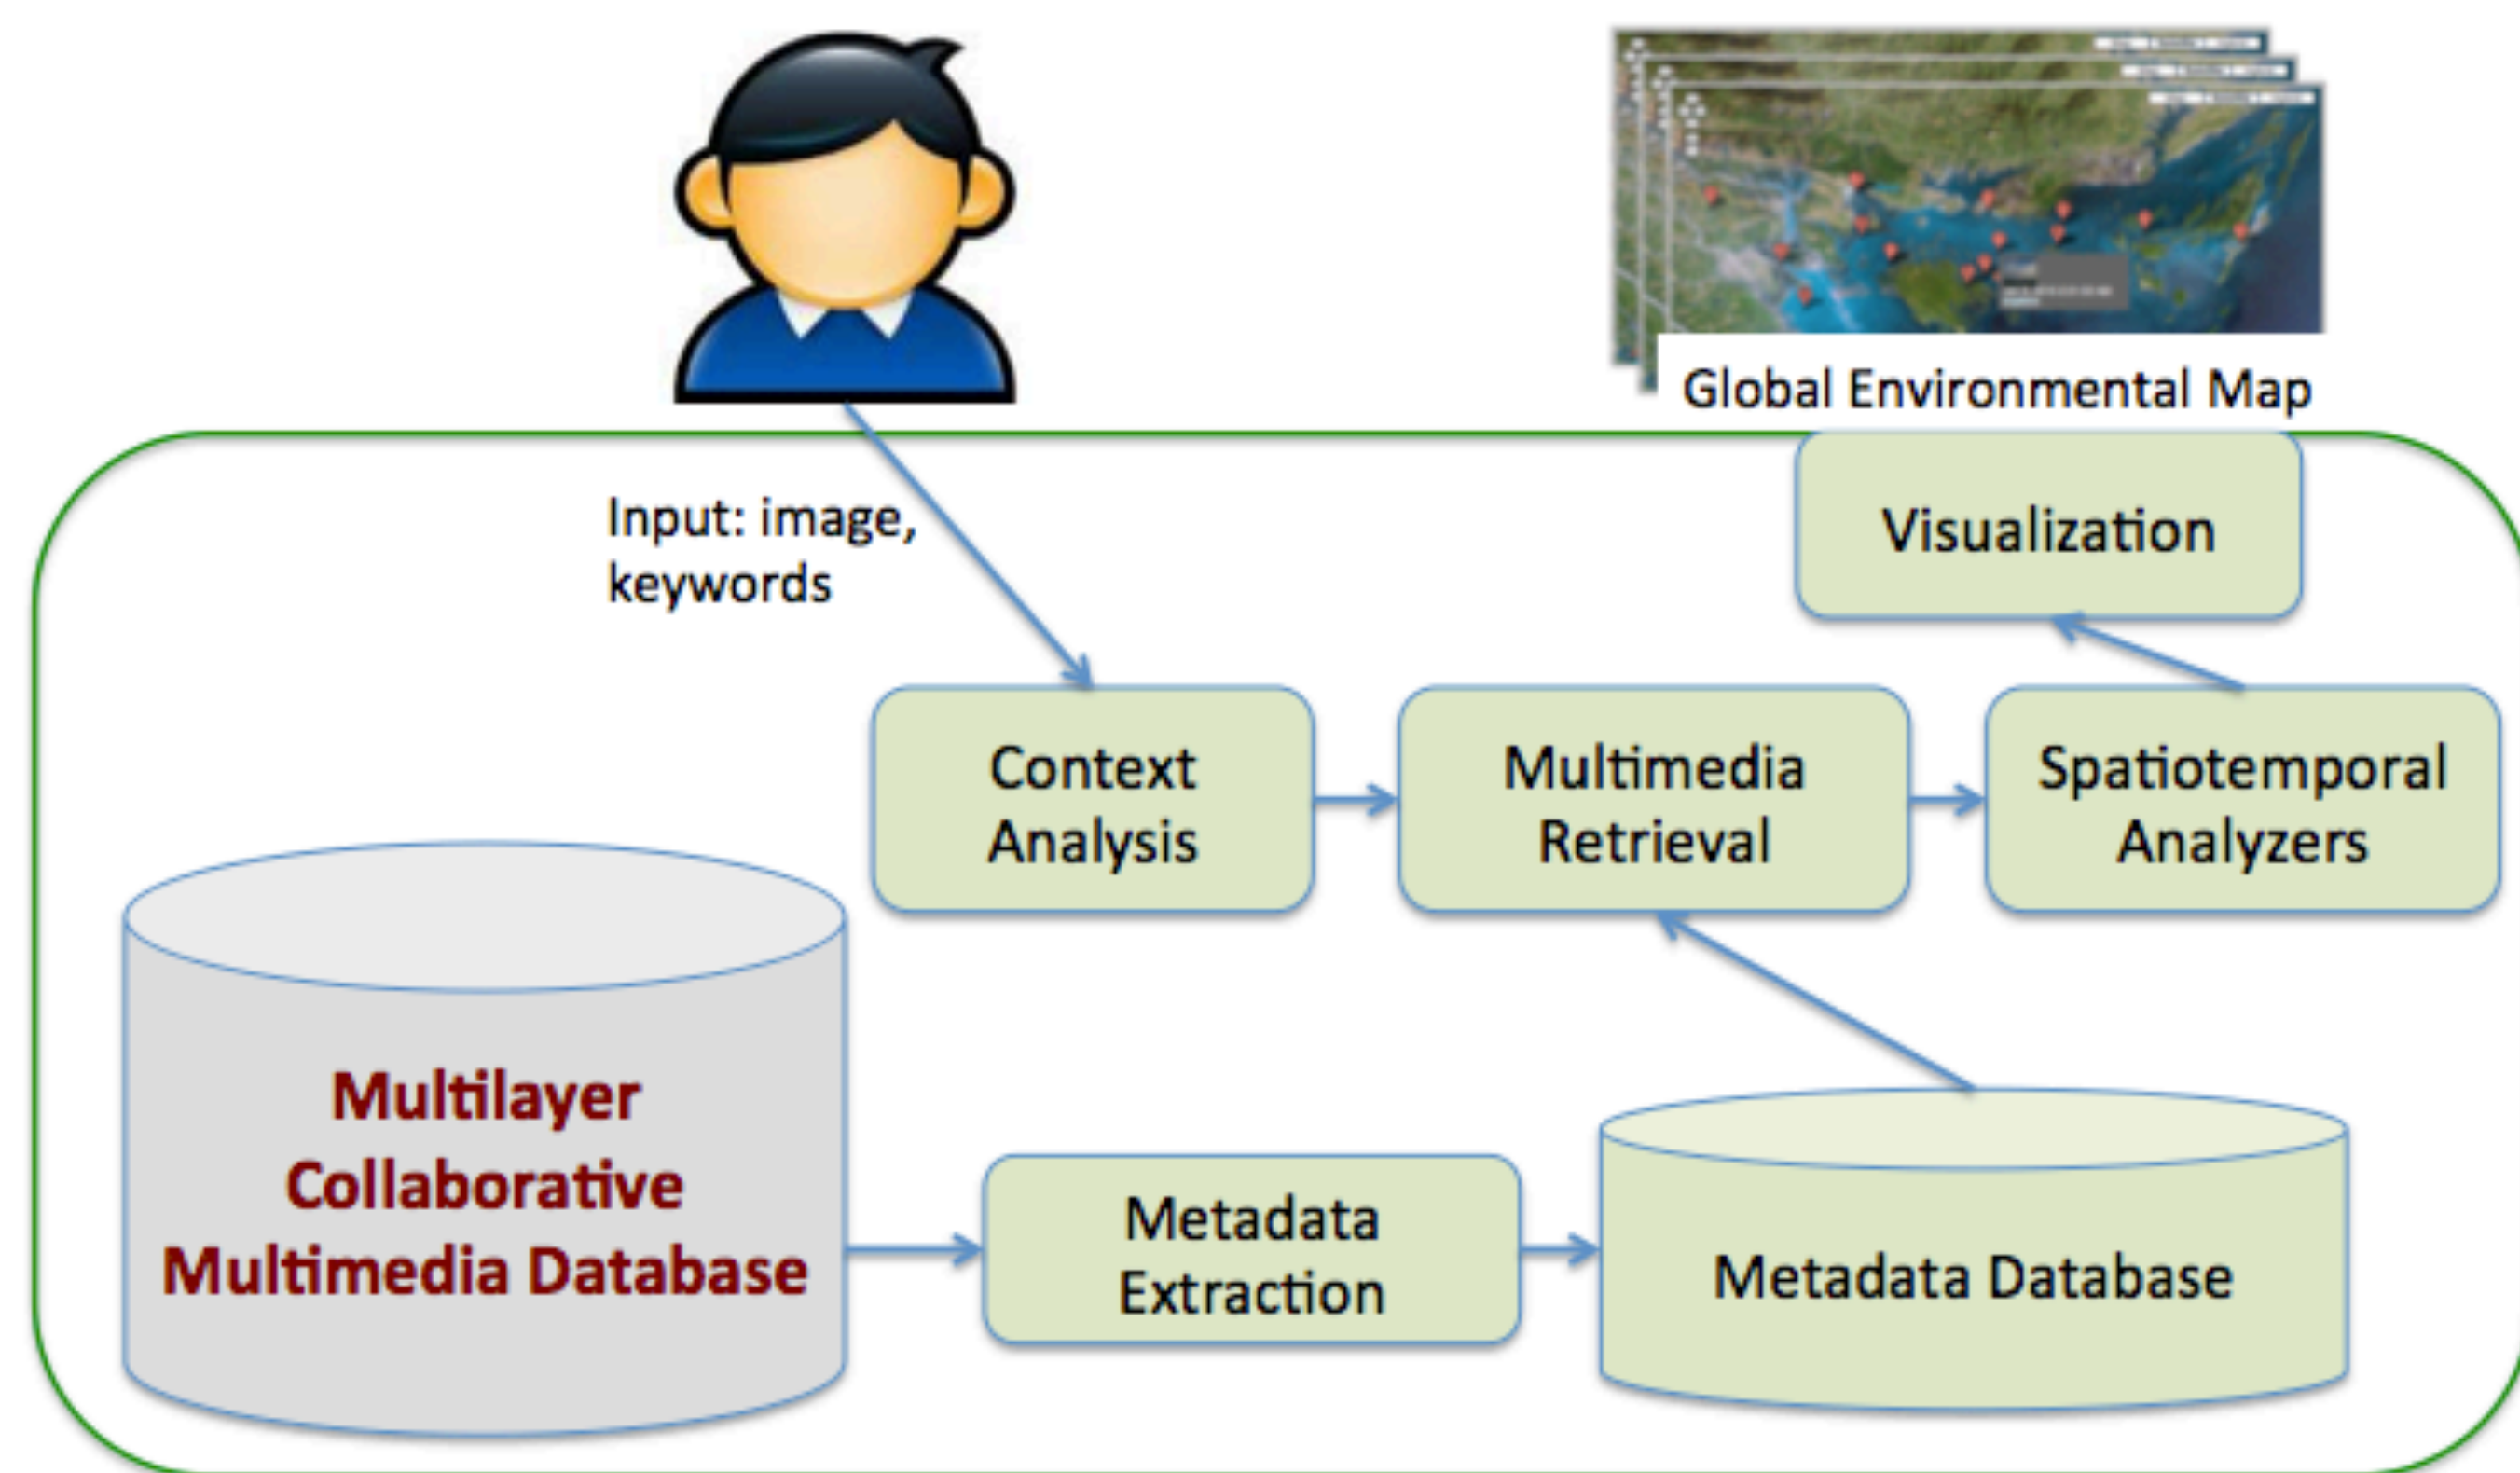 Global Environmental Map
Input: image,
keywords
Visualization
Context
Analysis
Multimedia
Retrieval
Spatiotemporal
Analyzers
Multilayer
Collaborative
Multimedia Database
Metadata
Extraction
Metadata Database